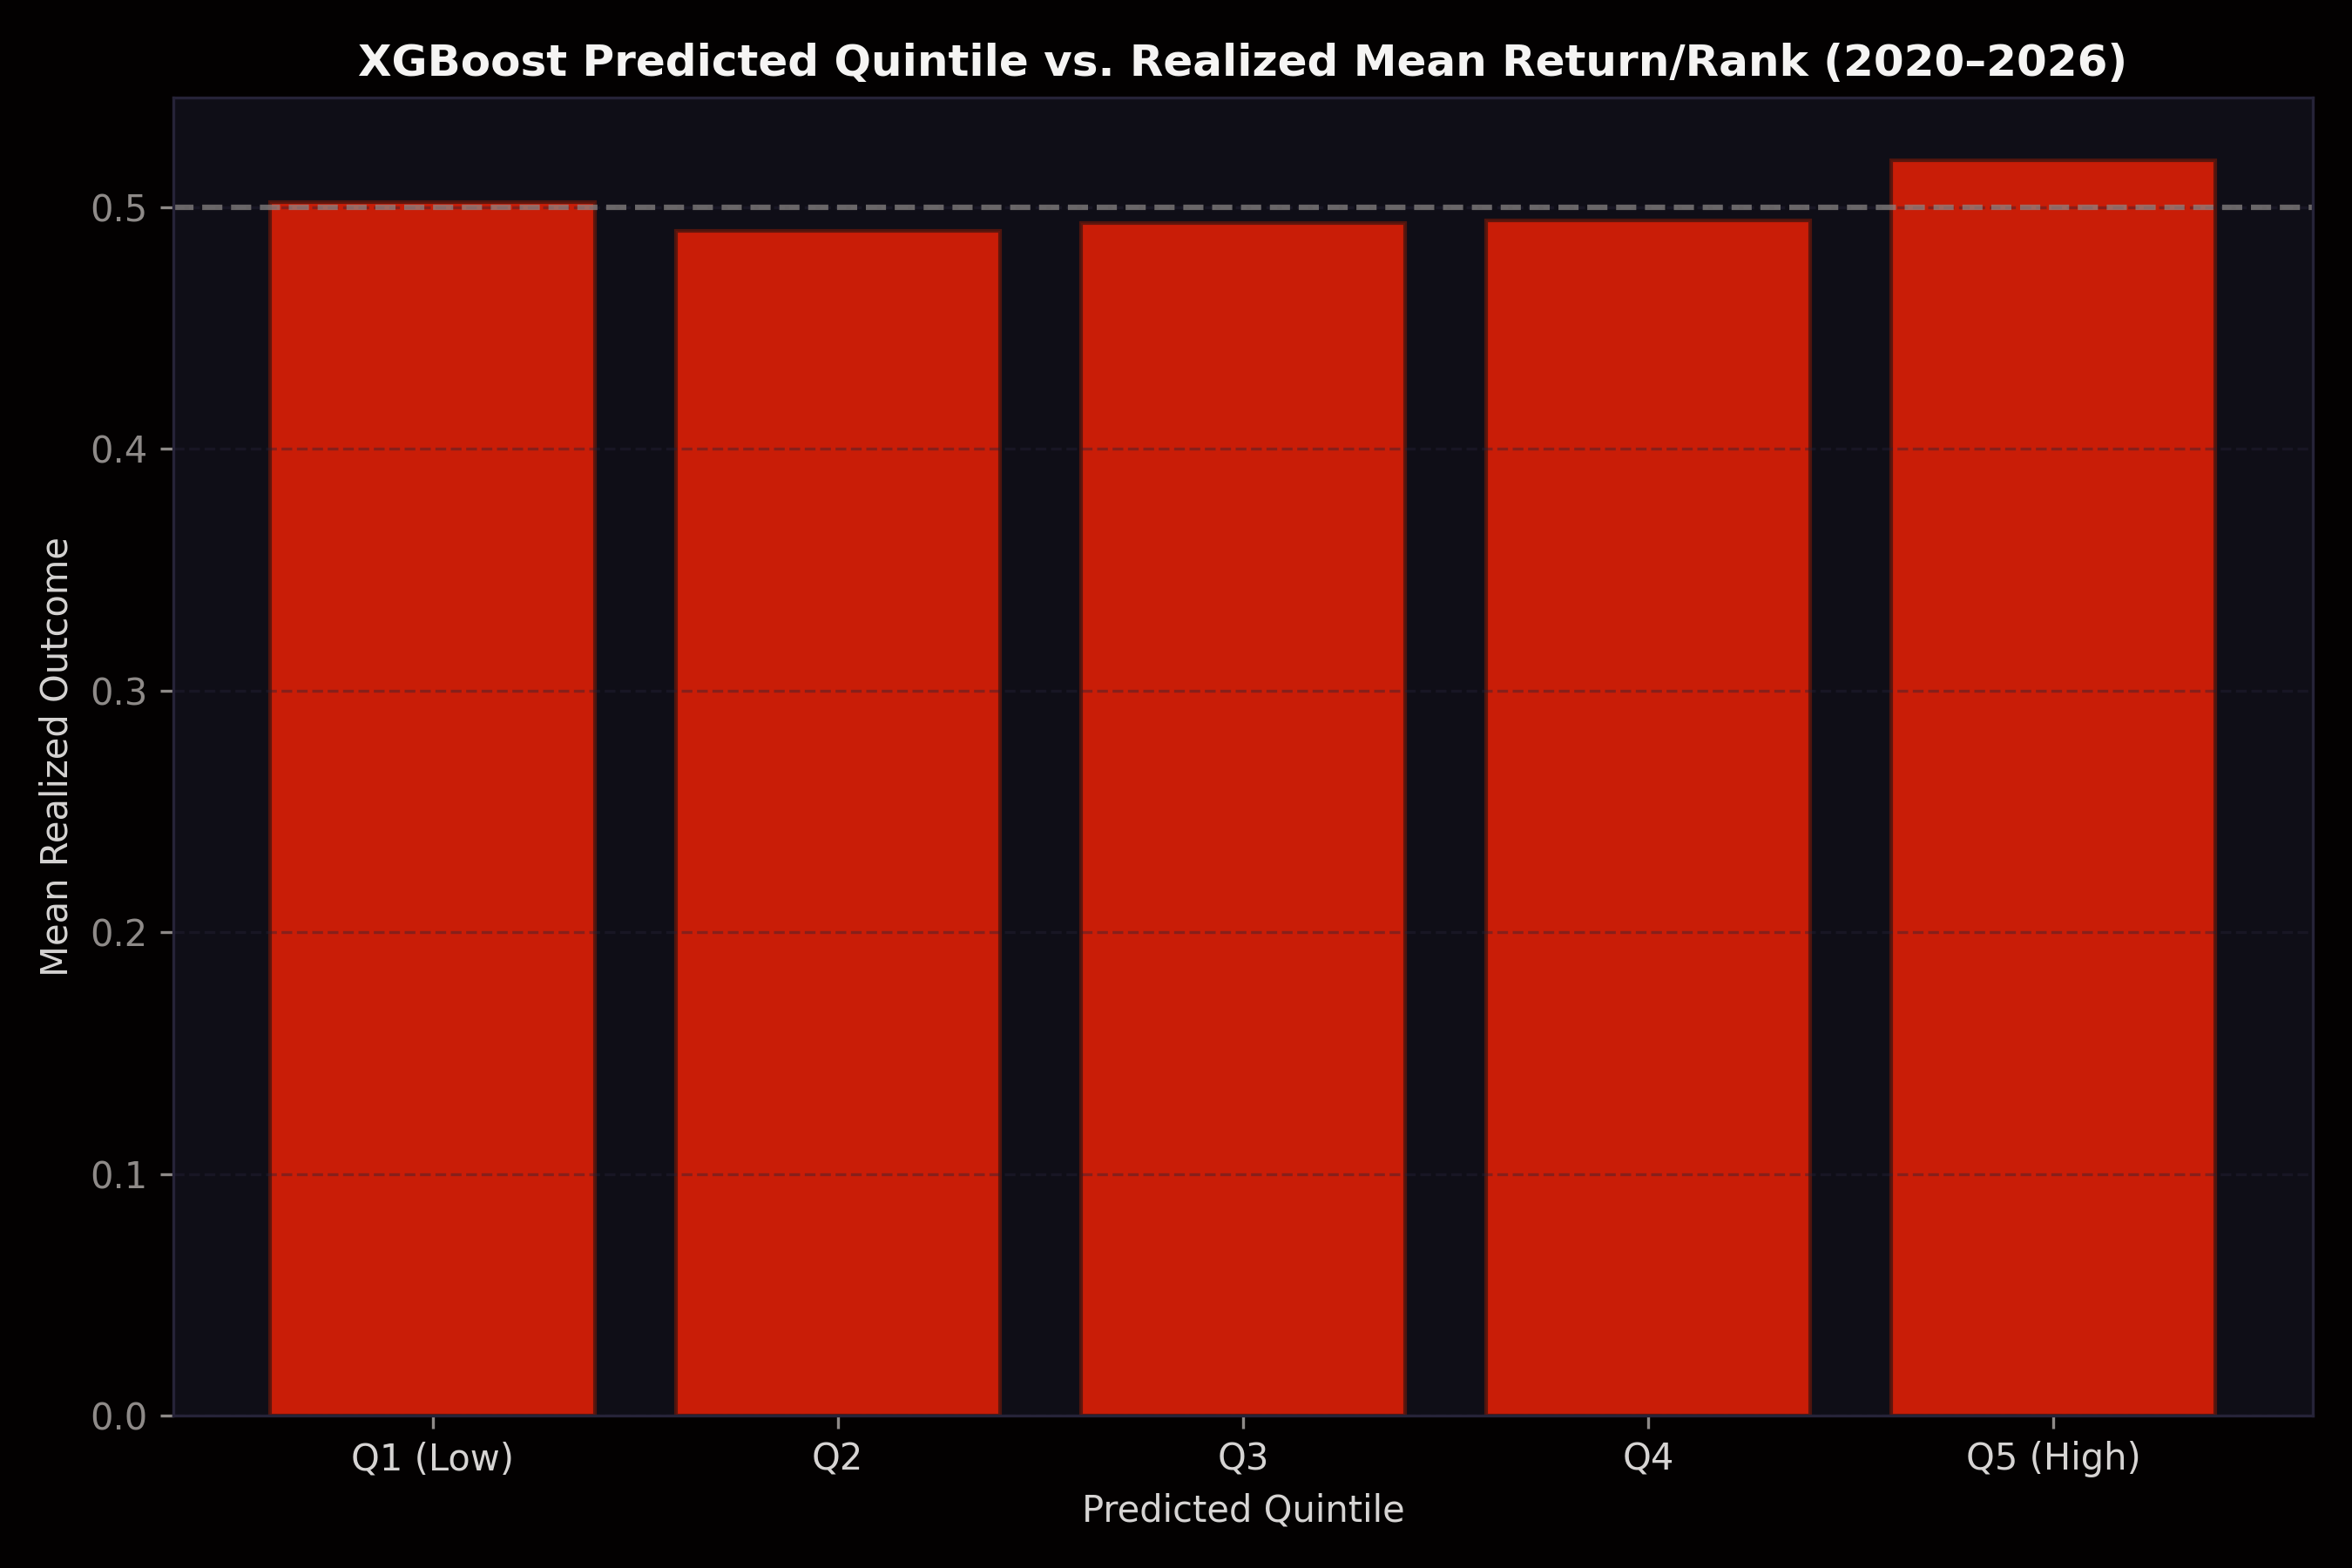 XGBoost Predicted Quintile vs. Realized Mean Return/Rank (2020–2026)
Mean Realized Outcome
0.5
0.4
0.3
0.2
0.1
0.0
Q1 (Low) Q2 Q3 Q4 Q5 (High)
Predicted Quintile